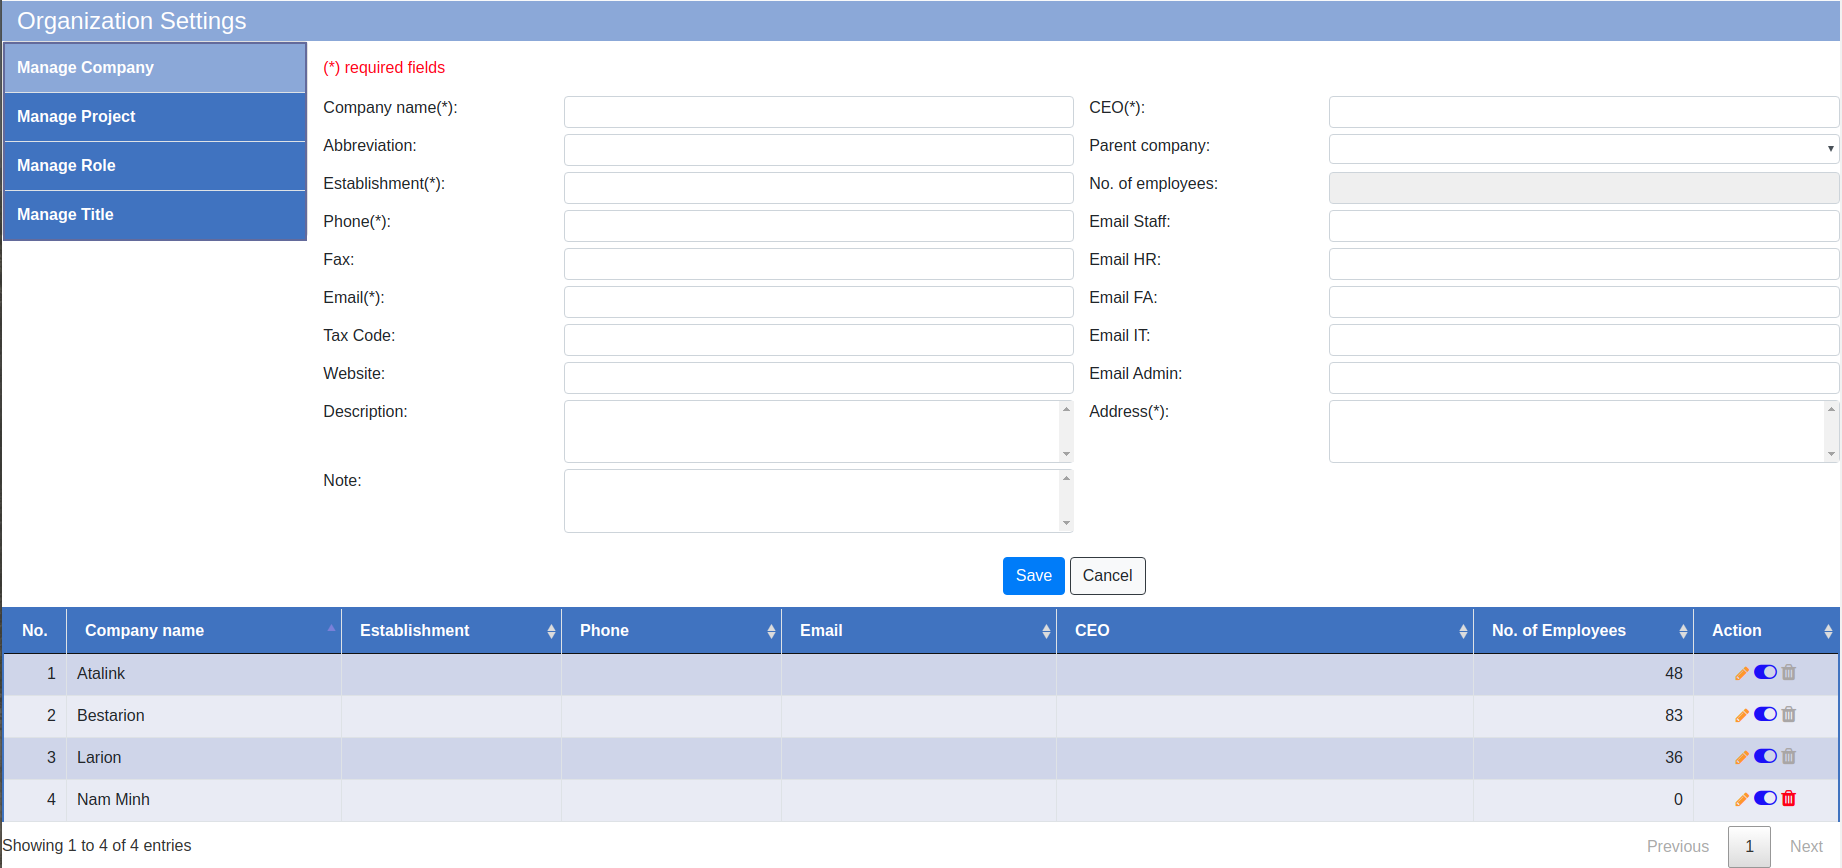 Organization Settings
Manage Company
Manage Project
Manage Role
Manage Title
(*) required fields
Company name(*):
CEO(*):
Abbreviation:
Parent company:
Establishment(*):
No. of employees:
Phone(*):
Email Staff:
Fax:
Email HR:
Email(*):
Email FA:
Tax Code:
Email IT:
Website:
Email Admin:
Description:
Address(*):
Note:
Save Cancel
No. Company name Establishment Phone Email CEO No. of Employees Action
1 Atalink 48
2 Bestarion 83
3 Larion 36
4 Nam Minh 0
Showing 1 to 4 of 4 entries
Previous 1 Next